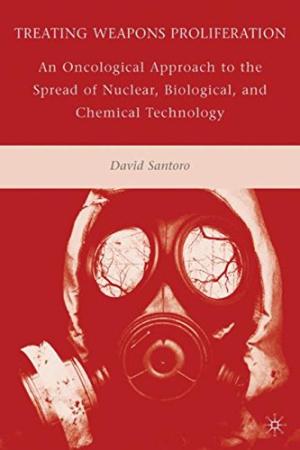 TREATING WEAPONS PROLIFERATION
An Oncological Approach to the
Spread of Nuclear, Biological, and
Chemical Technology
David Santoro